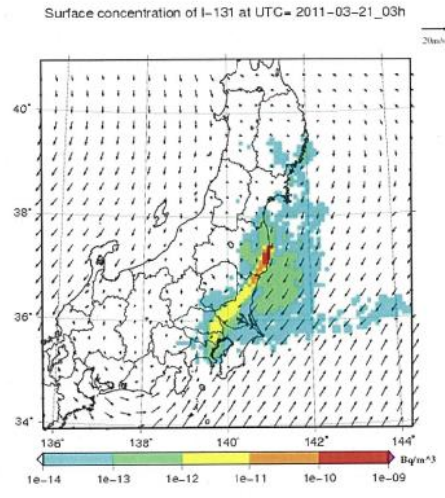 Surface concentration of I-131 at UTC= 2011-03-21_03h
20m/s
40°
38°
36°
34°
136° 138° 140° 142° 144°
Bq/m^3
1e-14 1e-13 1e-12 1e-11 1e-10 1e-09